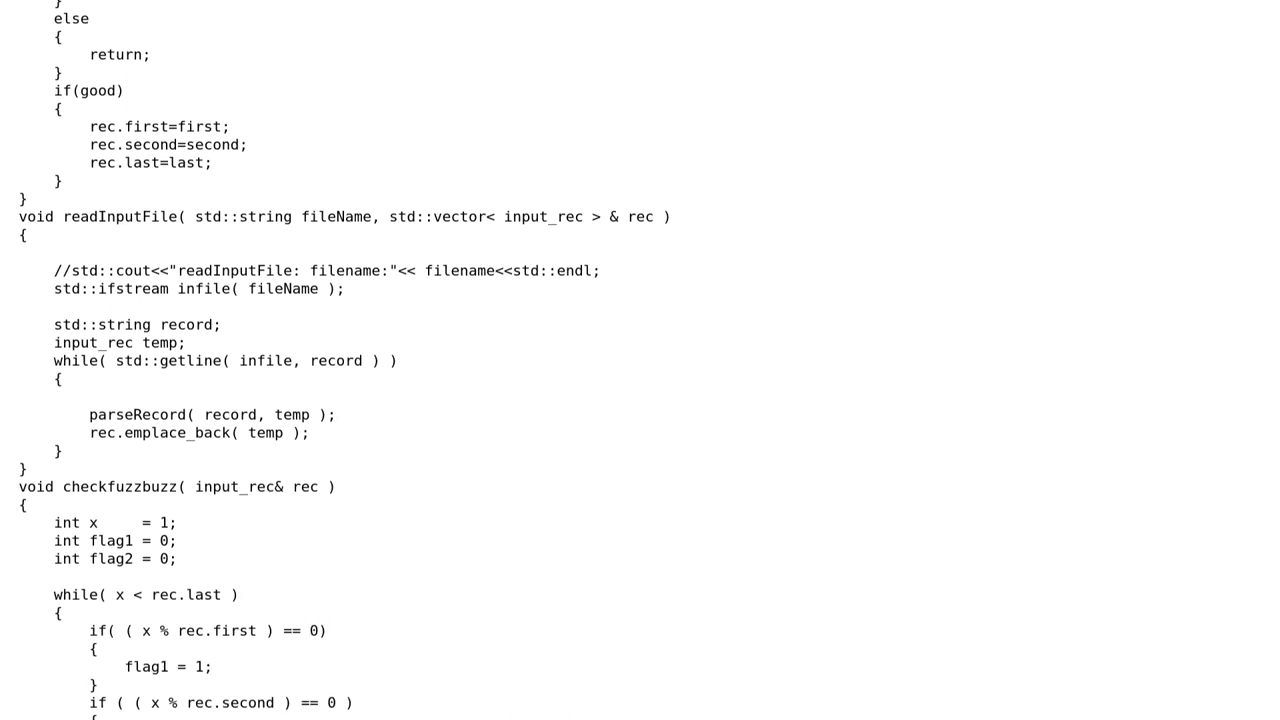 }
    else
    {
        return;
    }
    if(good)
    {
        rec.first=first;
        rec.second=second;
        rec.last=last;
    }
}
void readInputFile( std::string fileName, std::vector< input_rec > & rec )
{
    //std::cout<<"readInputFile: filename:"<< filename<<std::endl;
    std::ifstream infile( fileName );
    std::string record;
    input_rec temp;
    while( std::getline( infile, record ) )
    {
        parseRecord( record, temp );
        rec.emplace_back( temp );
    }
}
void checkfuzzbuzz( input_rec& rec )
{
    int x     = 1;
    int flag1 = 0;
    int flag2 = 0;
    while( x < rec.last )
    {
        if( ( x % rec.first ) == 0)
        {
            flag1 = 1;
        }
        if ( ( x % rec.second ) == 0 )
        {